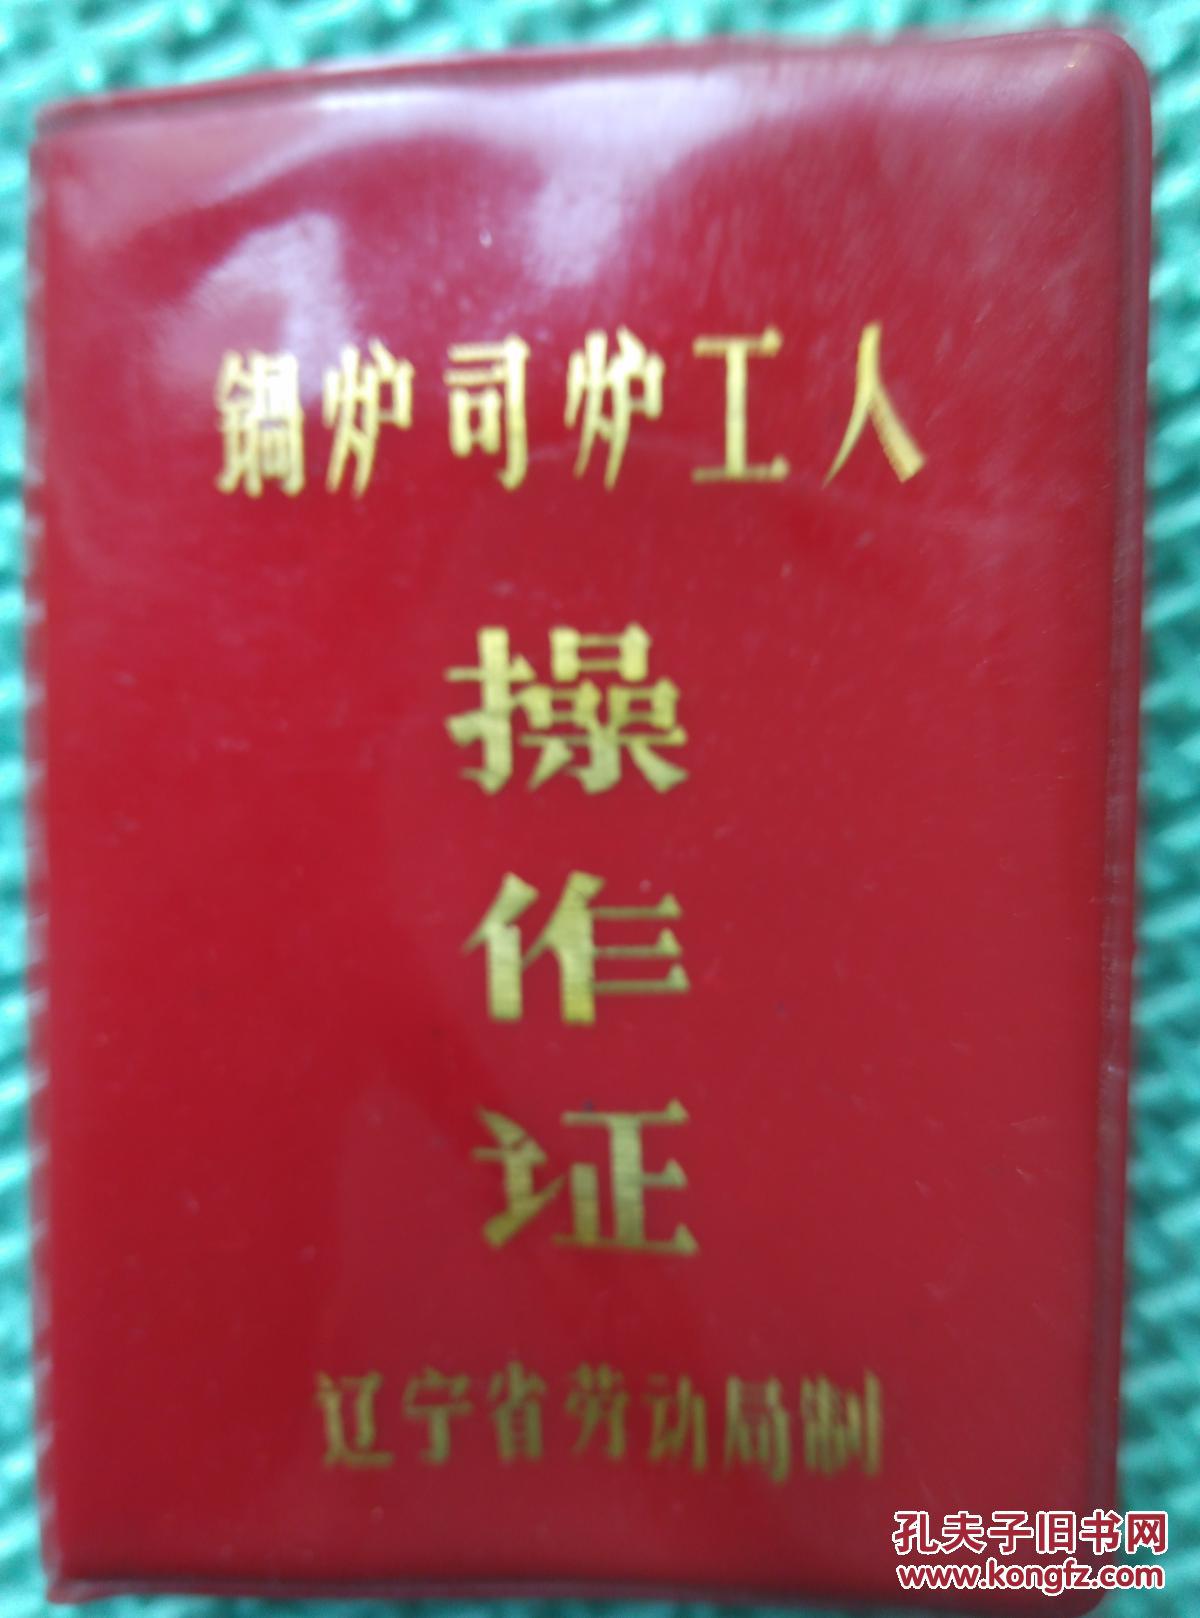 锅炉司炉工人
操
作
证
辽宁省劳动局制
孔夫子旧书网
www.kongfz.com